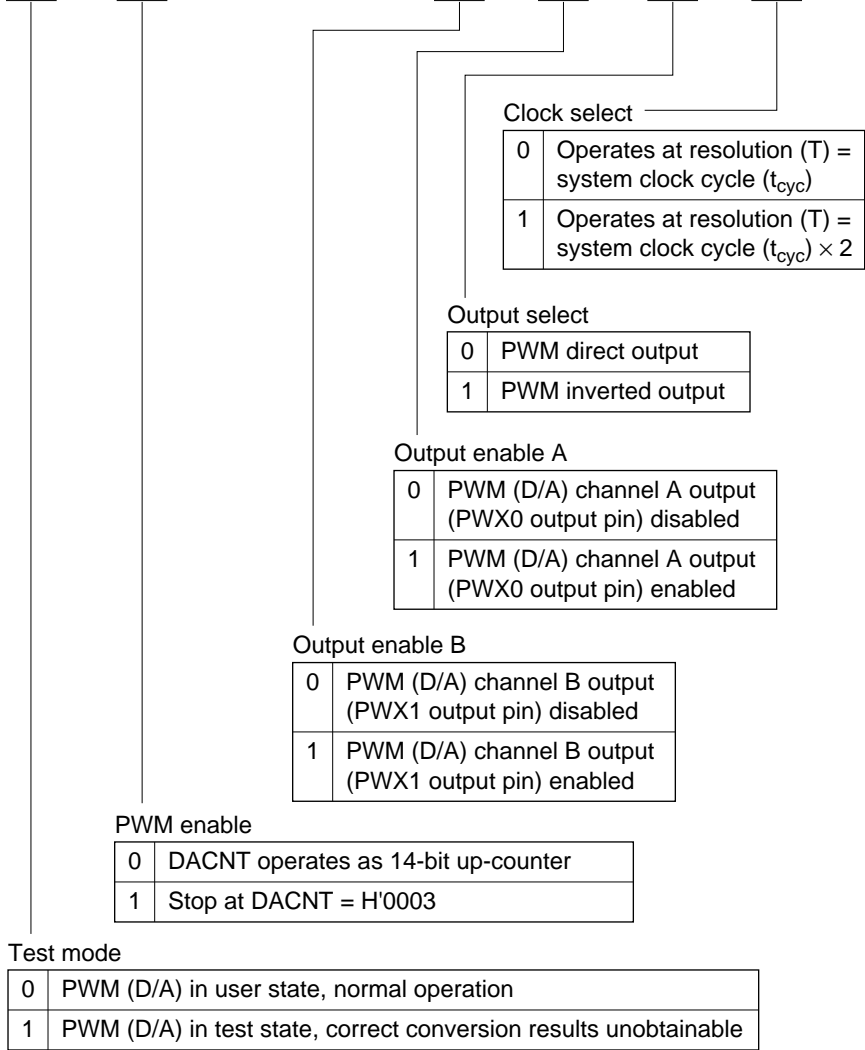 Clock select
0 Operates at resolution (T) =
system clock cycle (tcyc)
1 Operates at resolution (T) =
system clock cycle (tcyc) × 2
Output select
0 PWM direct output
1 PWM inverted output
Output enable A
0 PWM (D/A) channel A output
(PWX0 output pin) disabled
1 PWM (D/A) channel A output
(PWX0 output pin) enabled
Output enable B
0 PWM (D/A) channel B output
(PWX1 output pin) disabled
1 PWM (D/A) channel B output
(PWX1 output pin) enabled
PWM enable
0 DACNT operates as 14-bit up-counter
1 Stop at DACNT = H'0003
Test mode
0 PWM (D/A) in user state, normal operation
1 PWM (D/A) in test state, correct conversion results unobtainable